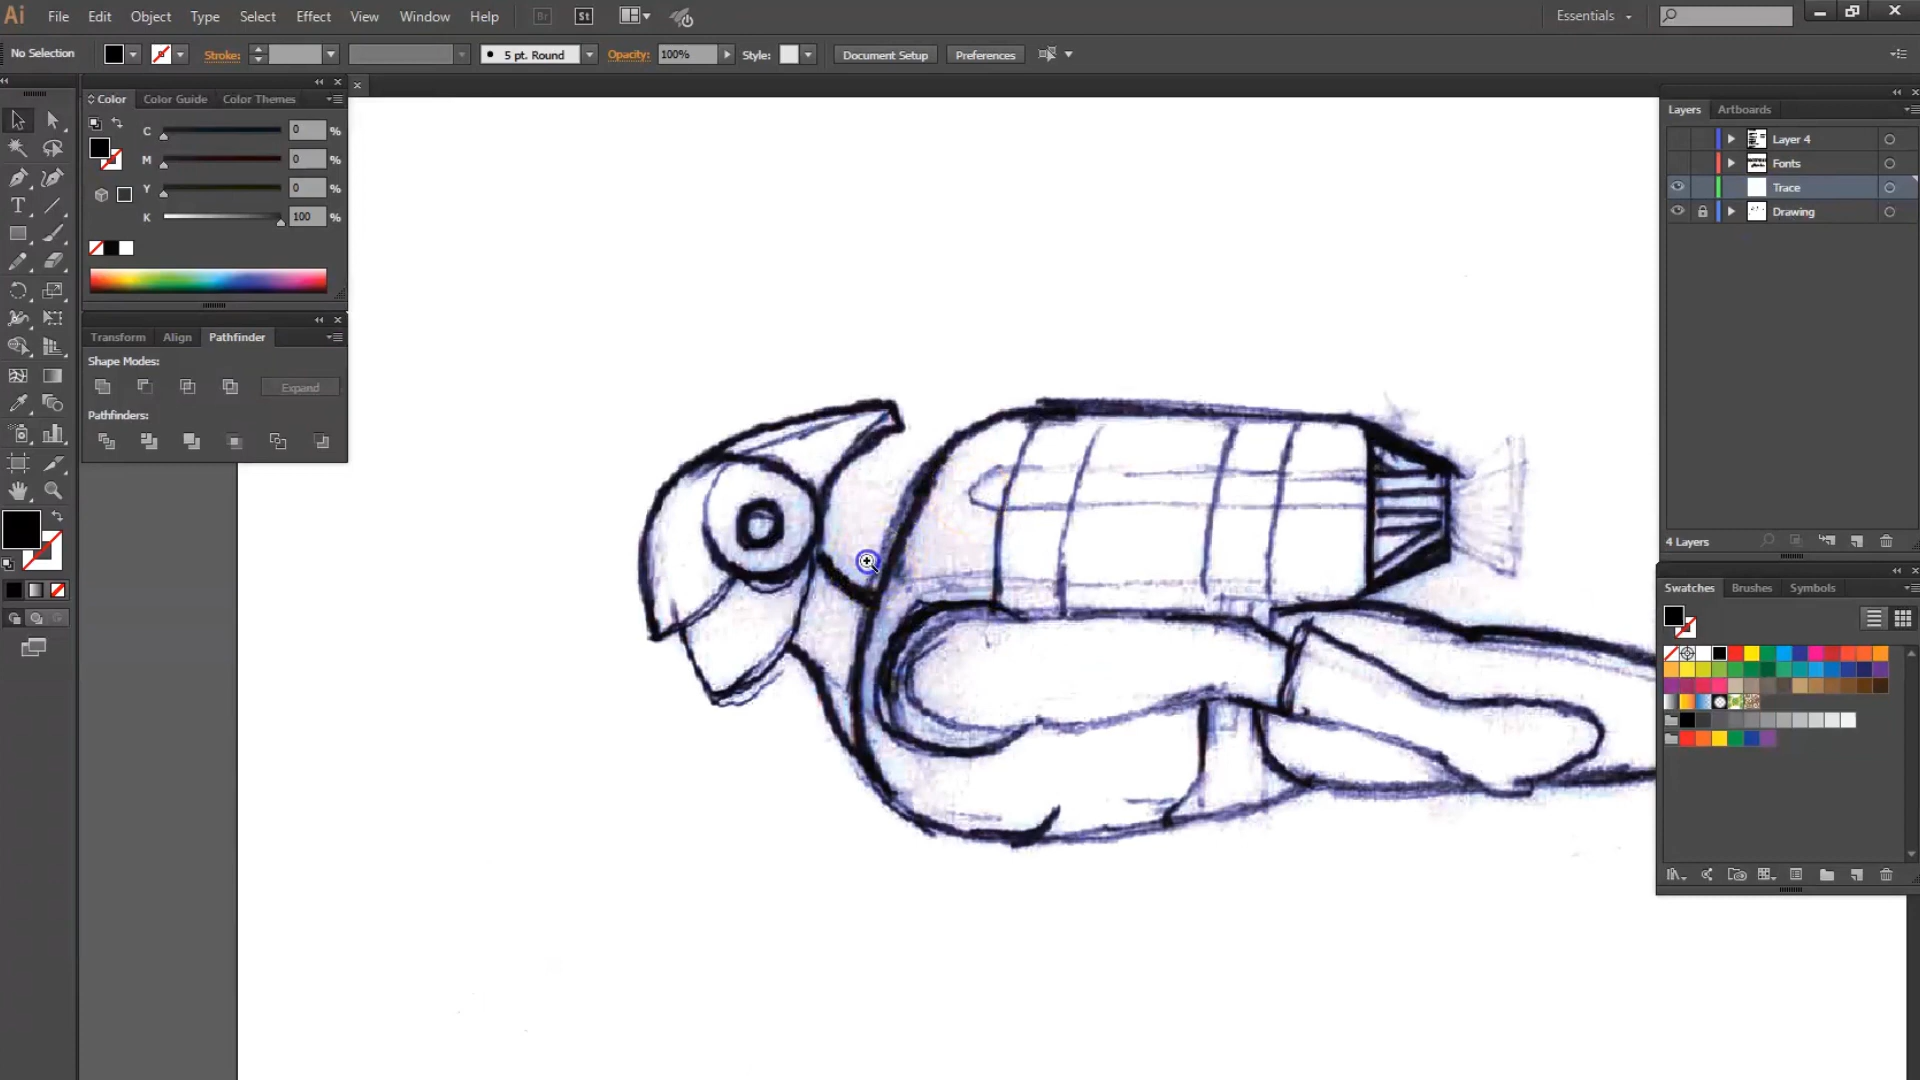 Ai File Edit Object Type Select Effect View Window Help Br St Essentials
No Selection Stroke: 5 pt. Round Opacity: 100% Style: Document Setup Preferences
Color Color Guide Color Themes
C 0 %
M 0 %
Y 0 %
K 100 %
Transform Align Pathfinder
Shape Modes:
Expand
Pathfinders:
Layers Artboards
Layer 4
Fonts
Trace
Drawing
4 Layers
Swatches Brushes Symbols